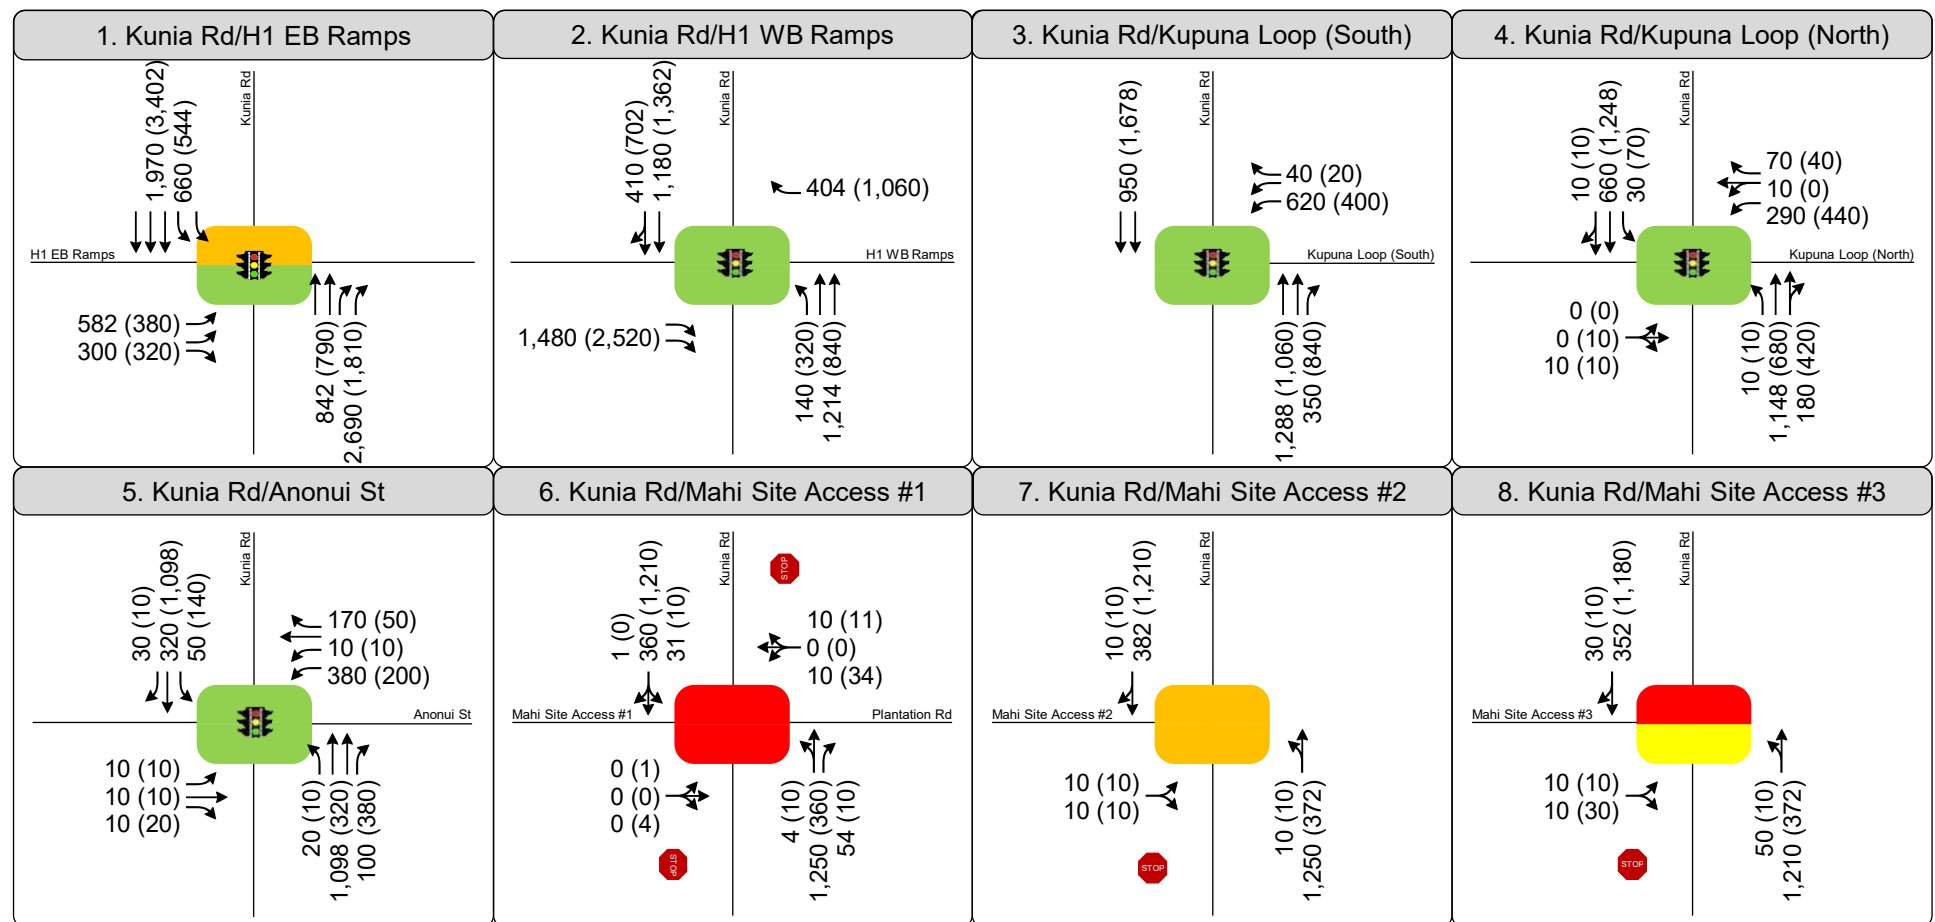 1. Kunia Rd/H1 EB Ramps
1,970 (3,402)
660 (544)
Kunia Rd
H1 EB Ramps
582 (380)
300 (320)
842 (790)
2,690 (1,810)
2. Kunia Rd/H1 WB Ramps
410 (702)
1,180 (1,362)
Kunia Rd
404 (1,060)
H1 WB Ramps
1,480 (2,520)
140 (320)
1,214 (840)
3. Kunia Rd/Kupuna Loop (South)
950 (1,678)
Kunia Rd
40 (20)
620 (400)
Kupuna Loop (South)
1,288 (1,060)
350 (840)
4. Kunia Rd/Kupuna Loop (North)
10 (10)
660 (1,248)
30 (70)
Kunia Rd
70 (40)
10 (0)
290 (440)
Kupuna Loop (North)
0 (0)
0 (10)
10 (10)
10 (10)
1,148 (680)
180 (420)
5. Kunia Rd/Anonui St
30 (10)
320 (1,098)
50 (140)
Kunia Rd
170 (50)
10 (10)
380 (200)
Anonui St
10 (10)
10 (10)
10 (20)
20 (10)
1,098 (320)
100 (380)
6. Kunia Rd/Mahi Site Access #1
1 (0)
360 (1,210)
31 (10)
Kunia Rd
STOP
10 (11)
0 (0)
10 (34)
Mahi Site Access #1
Plantation Rd
0 (1)
0 (0)
0 (4)
STOP
4 (10)
1,250 (360)
54 (10)
7. Kunia Rd/Mahi Site Access #2
10 (10)
382 (1,210)
Kunia Rd
Mahi Site Access #2
10 (10)
10 (10)
STOP
10 (10)
1,250 (372)
8. Kunia Rd/Mahi Site Access #3
30 (10)
352 (1,180)
Kunia Rd
Mahi Site Access #3
10 (10)
10 (30)
STOP
50 (10)
1,210 (372)